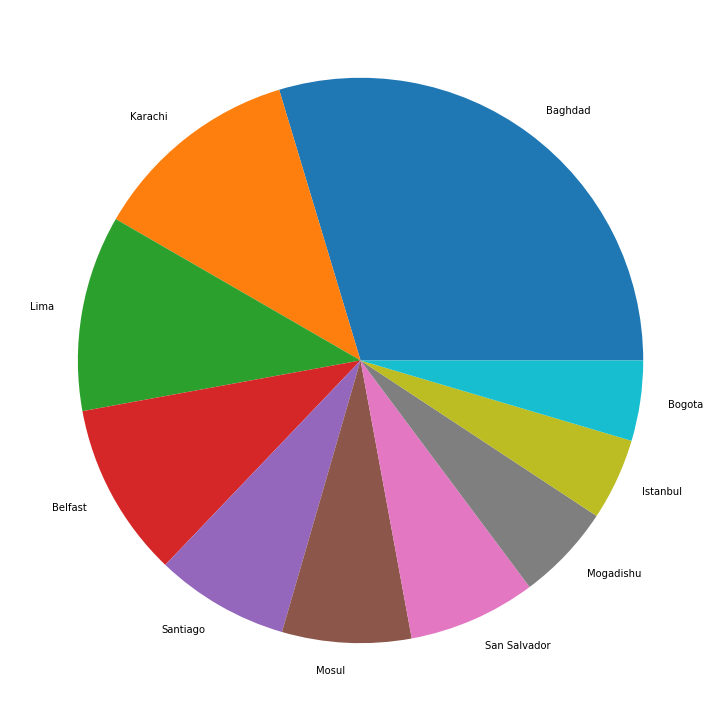 Baghdad
Karachi
Lima
Belfast
Santiago
Mosul
San Salvador
Mogadishu
Istanbul
Bogota